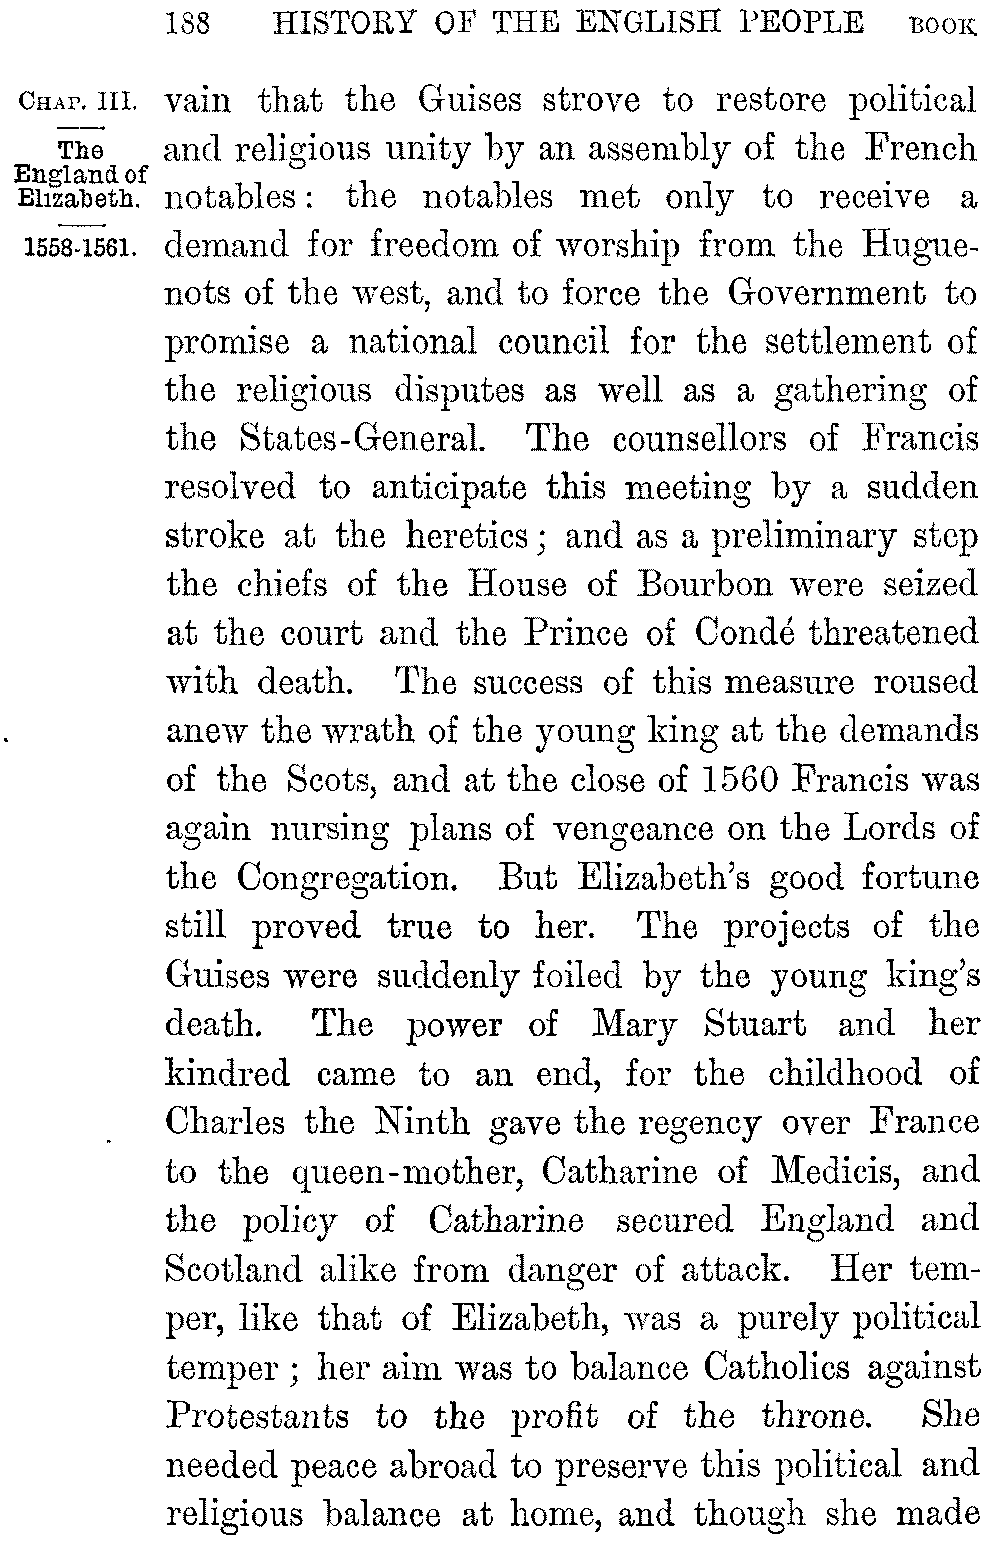 188 HISTORY OF THE ENGLISH PEOPLE BOOK
CHAP. III.
The
England of
Elizabeth.
1558-1561.
vain that the Guises strove to restore political
and religious unity by an assembly of the French
notables: the notables met only to receive a
demand for freedom of worship from the Hugue-
nots of the west, and to force the Government to
promise a national council for the settlement of
the religious disputes as well as a gathering of
the States-General. The counsellors of Francis
resolved to anticipate this meeting by a sudden
stroke at the heretics; and as a preliminary step
the chiefs of the House of Bourbon were seized
at the court and the Prince of Condé threatened
with death. The success of this measure roused
anew the wrath of the young king at the demands
of the Scots, and at the close of 1560 Francis was
again nursing plans of vengeance on the Lords of
the Congregation. But Elizabeth's good fortune
still proved true to her. The projects of the
Guises were suddenly foiled by the young king's
death. The power of Mary Stuart and her
kindred came to an end, for the childhood of
Charles the Ninth gave the regency over France
to the queen-mother, Catharine of Medicis, and
the policy of Catharine secured England and
Scotland alike from danger of attack. Her tem-
per, like that of Elizabeth, was a purely political
temper; her aim was to balance Catholics against
Protestants to the profit of the throne. She
needed peace abroad to preserve this political and
religious balance at home, and though she made